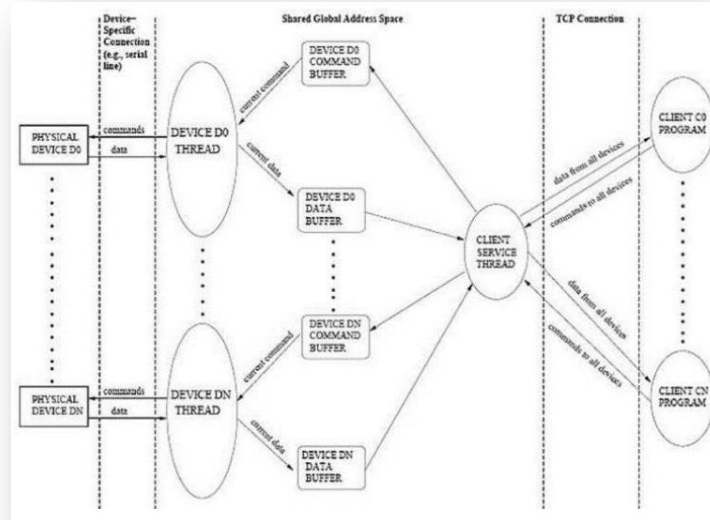 Device-
Specific
Connection
(e.g., serial
line)
Shared Global Address Space
TCP Connection
DEVICE D0
COMMAND
BUFFER
current command
PHYSICAL
DEVICE D0
commands
data
DEVICE D0
THREAD
current data
DEVICE D0
DATA
BUFFER
CLIENT
SERVICE
THREAD
data from all devices
commands to all devices
CLIENT C0
PROGRAM
DEVICE DN
COMMAND
BUFFER
current command
PHYSICAL
DEVICE DN
commands
data
DEVICE DN
THREAD
current data
DEVICE DN
DATA
BUFFER
data from all devices
commands to all devices
CLIENT CN
PROGRAM